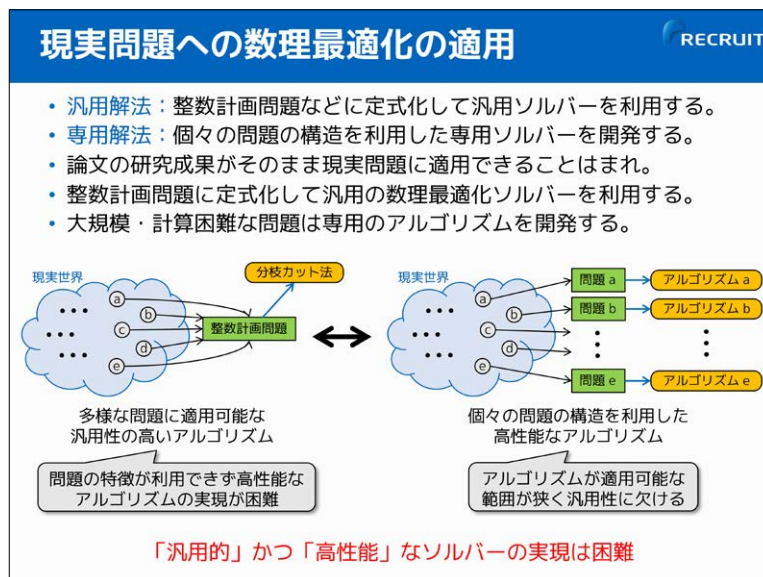 現実問題への数理最適化の適用
RECRUIT
• 汎用解法：整数計画問題などに定式化して汎用ソルバーを利用する。
• 専用解法：個々の問題の構造を利用した専用ソルバーを開発する。
• 論文の研究成果がそのまま現実問題に適用できることはまれ。
• 整数計画問題に定式化して汎用の数理最適化ソルバーを利用する。
• 大規模・計算困難な問題は専用のアルゴリズムを開発する。
現実世界
分枝カット法
a
b
c
d
e
整数計画問題
現実世界
a
b
c
d
e
問題 a
アルゴリズム a
問題 b
アルゴリズム b
問題 e
アルゴリズム e
多様な問題に適用可能な
汎用性の高いアルゴリズム
問題の特徴が利用できず高性能な
アルゴリズムの実現が困難
個々の問題の構造を利用した
高性能なアルゴリズム
アルゴリズムが適用可能な
範囲が狭く汎用性に欠ける
「汎用的」かつ「高性能」なソルバーの実現は困難